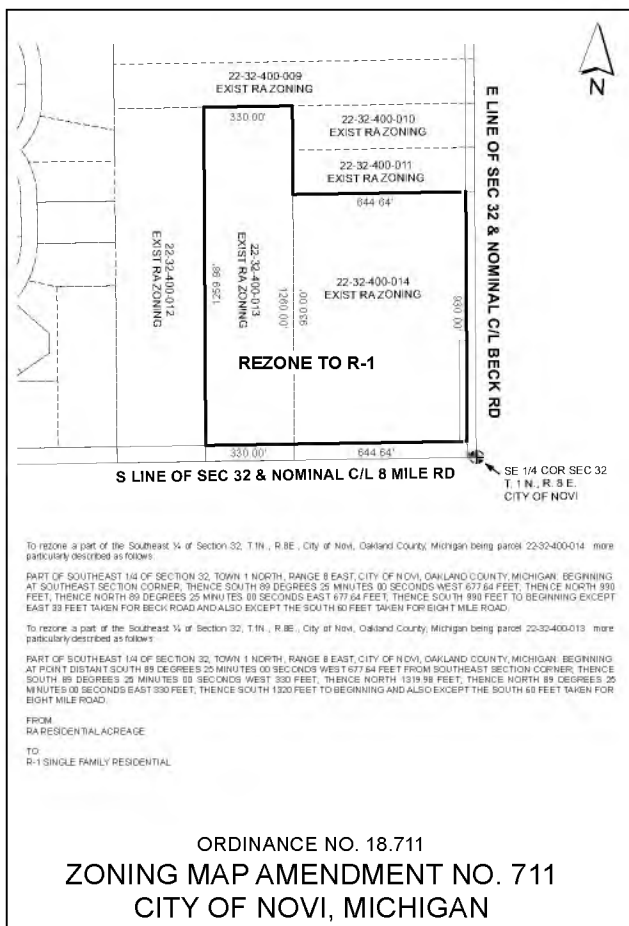 22-32-400-009
EXIST RA ZONING
N
330.00'
22-32-400-010
EXIST RA ZONING
22-32-400-011
EXIST RA ZONING
644.64'
E LINE OF SEC 32 & NOMINAL C/L BECK RD
22-32-400-012
EXIST RA ZONING
1259.98'
22-32-400-013
EXIST RA ZONING
1260.00'
930.00'
22-32-400-014
EXIST RA ZONING
930.00'
REZONE TO R-1
330.00'
644.64'
S LINE OF SEC 32 & NOMINAL C/L 8 MILE RD
SE 1/4 COR SEC 32
T. 1 N., R. 8 E.
CITY OF NOVI
To rezone a part of the Southeast ¼ of Section 32, T.1N., R.8E., City of Novi, Oakland County, Michigan being parcel 22-32-400-014 more
particularly described as follows:
PART OF SOUTHEAST 1/4 OF SECTION 32, TOWN 1 NORTH, RANGE 8 EAST, CITY OF NOVI, OAKLAND COUNTY, MICHIGAN. BEGINNING
AT SOUTHEAST SECTION CORNER, THENCE SOUTH 89 DEGREES 25 MINUTES 00 SECONDS WEST 677.64 FEET, THENCE NORTH 990
FEET, THENCE NORTH 89 DEGREES 25 MINUTES 00 SECONDS EAST 677.64 FEET, THENCE SOUTH 990 FEET TO BEGINNING EXCEPT
EAST 33 FEET TAKEN FOR BECK ROAD AND ALSO EXCEPT THE SOUTH 60 FEET TAKEN FOR EIGHT MILE ROAD.
To rezone a part of the Southeast ¼ of Section 32, T.1N., R.8E., City of Novi, Oakland County, Michigan being parcel 22-32-400-013 more
particularly described as follows:
PART OF SOUTHEAST 1/4 OF SECTION 32, TOWN 1 NORTH, RANGE 8 EAST, CITY OF NOVI, OAKLAND COUNTY, MICHIGAN. BEGINNING
AT POINT DISTANT SOUTH 89 DEGREES 25 MINUTES 00 SECONDS WEST 677.64 FEET FROM SOUTHEAST SECTION CORNER, THENCE
SOUTH 89 DEGREES 25 MINUTES 00 SECONDS WEST 330 FEET, THENCE NORTH 1319.98 FEET, THENCE NORTH 89 DEGREES 25
MINUTES 00 SECONDS EAST 330 FEET, THENCE SOUTH 1320 FEET TO BEGINNING AND ALSO EXCEPT THE SOUTH 60 FEET TAKEN FOR
EIGHT MILE ROAD.
FROM
RA RESIDENTIAL ACREAGE
TO
R-1 SINGLE FAMILY RESIDENTIAL
ORDINANCE NO. 18.711
ZONING MAP AMENDMENT NO. 711
CITY OF NOVI, MICHIGAN